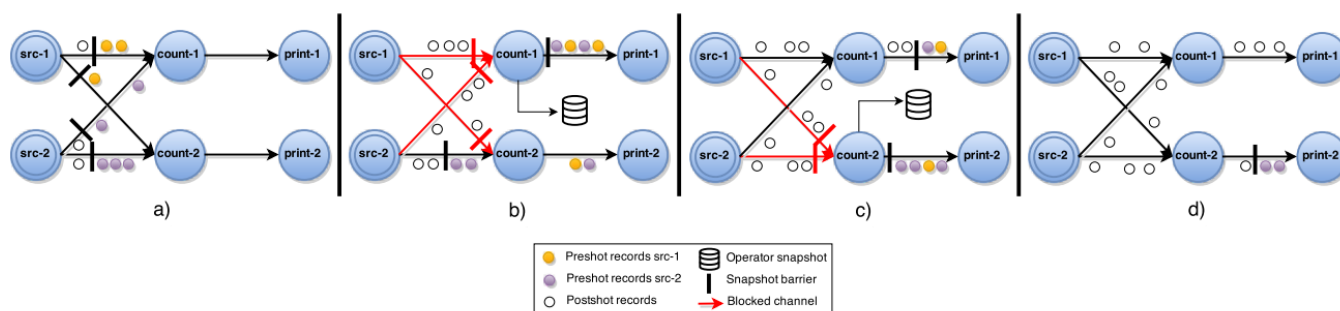 src-1 count-1 print-1
src-2 count-2 print-2
a)
src-1 count-1 print-1
src-2 count-2 print-2
b)
src-1 count-1 print-1
src-2 count-2 print-2
c)
src-1 count-1 print-1
src-2 count-2 print-2
d)
Preshot records src-1
Preshot records src-2
Postshot records
Operator snapshot
Snapshot barrier
Blocked channel